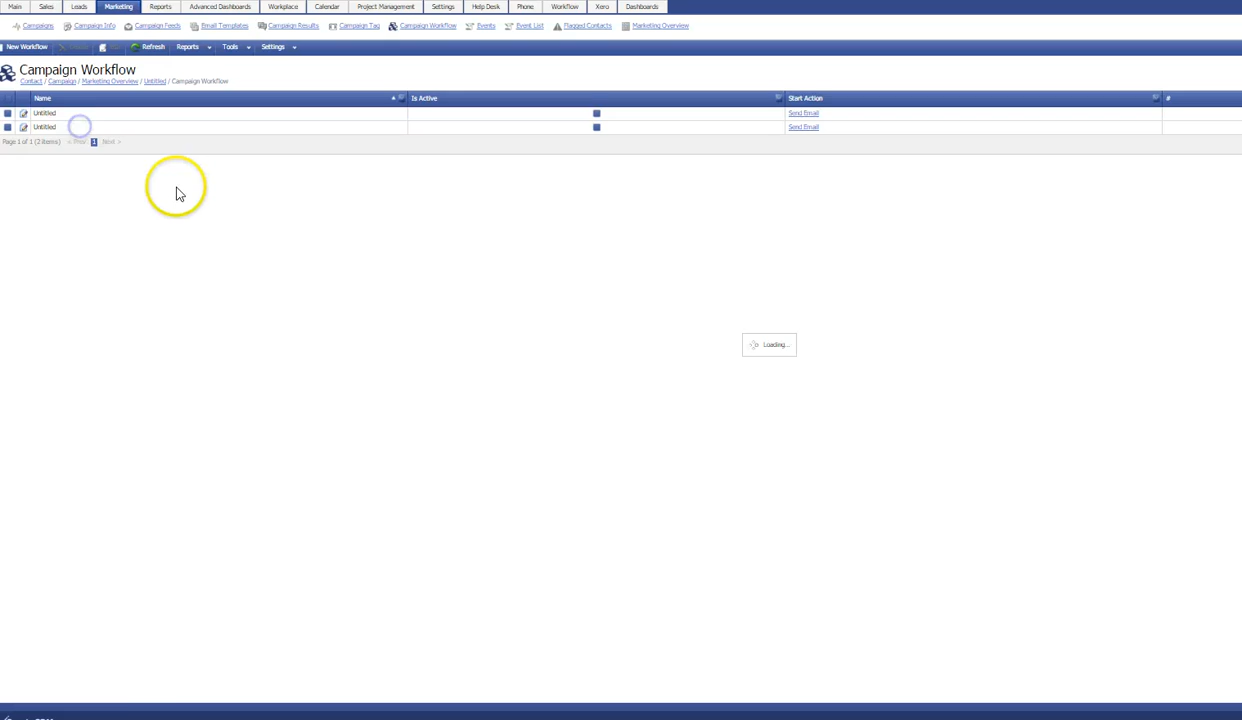 Main Sales Leads Marketing Reports Advanced Dashboards Workplace Calendar Project Management Settings Help Desk Phone Workflow Xero Dashboards
Campaigns Campaign Info Campaign Feeds Email Templates Campaign Results Campaign Tag Campaign Workflow Events Event List Flagged Contacts Marketing Overview
New Workflow Refresh Reports Tools Settings
Campaign Workflow
Contact / Campaign / Marketing Overview / Untitled / Campaign Workflow
Name Is Active Start Action #
Untitled Send Email
Untitled Send Email
Page 1 of 1 (2 items) < Prev 1 Next >
Loading...